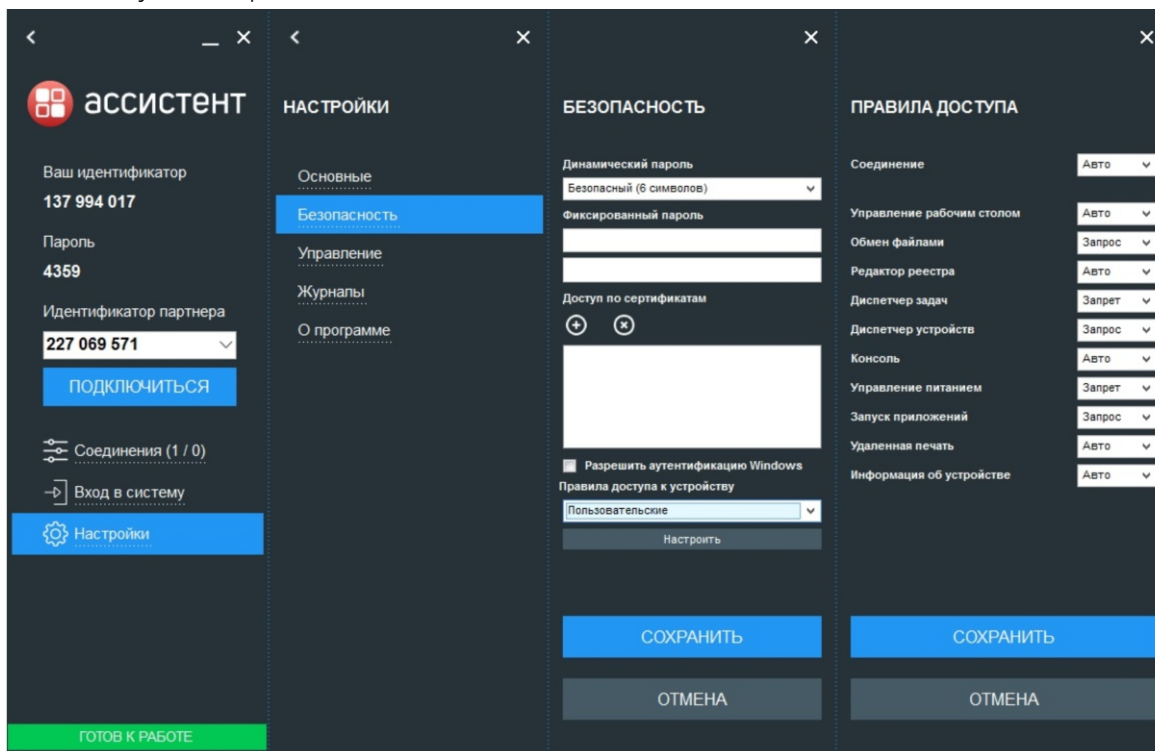 ассистент
Ваш идентификатор
137 994 017
Пароль
4359
Идентификатор партнера
227 069 571
ПОДКЛЮЧИТЬСЯ
Соединения (1 / 0)
Вход в систему
Настройки
ГОТОВ К РАБОТЕ
НАСТРОЙКИ
Основные
Безопасность
Управление
Журналы
О программе
БЕЗОПАСНОСТЬ
Динамический пароль
Безопасный (6 символов)
Фиксированный пароль
Доступ по сертификатам
Разрешить аутентификацию Windows
Правила доступа к устройству
Пользовательские
Настроить
СОХРАНИТЬ
ОТМЕНА
ПРАВИЛА ДОСТУПА
Соединение Авто
Управление рабочим столом Авто
Обмен файлами Запрос
Редактор реестра Авто
Диспетчер задач Запрет
Диспетчер устройств Запрос
Консоль Авто
Управление питанием Запрет
Запуск приложений Запрос
Удаленная печать Авто
Информация об устройстве Авто
СОХРАНИТЬ
ОТМЕНА